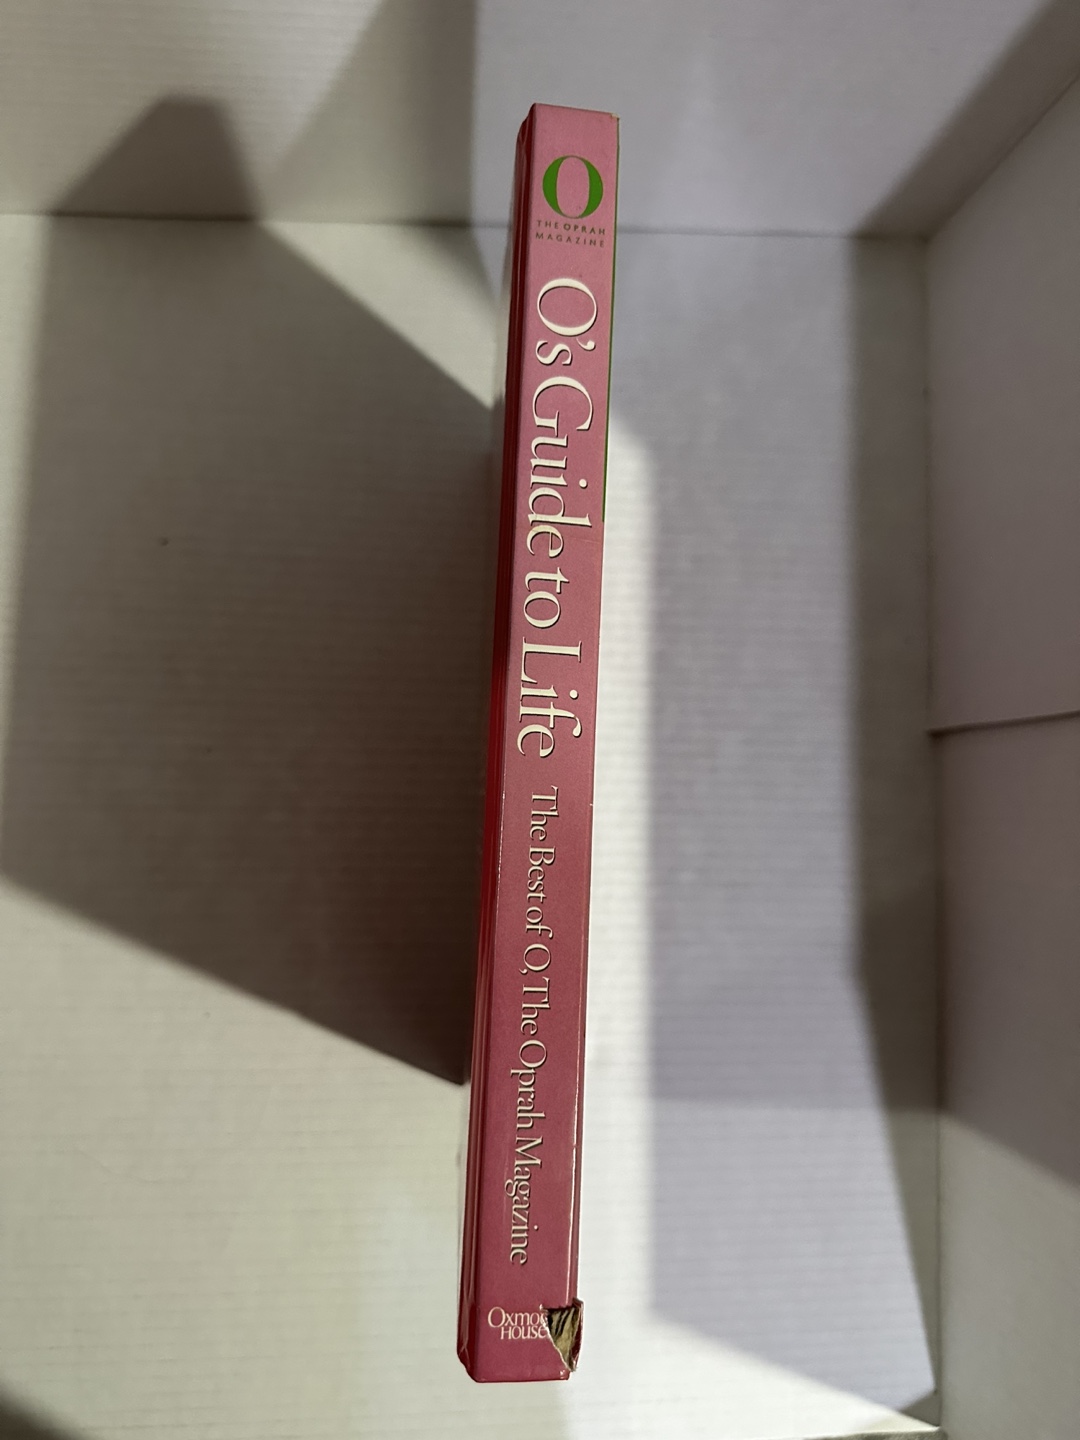 O
THE OPRAH
MAGAZINE
O's Guide to Life
The Best of O, The Oprah Magazine
HOUSE